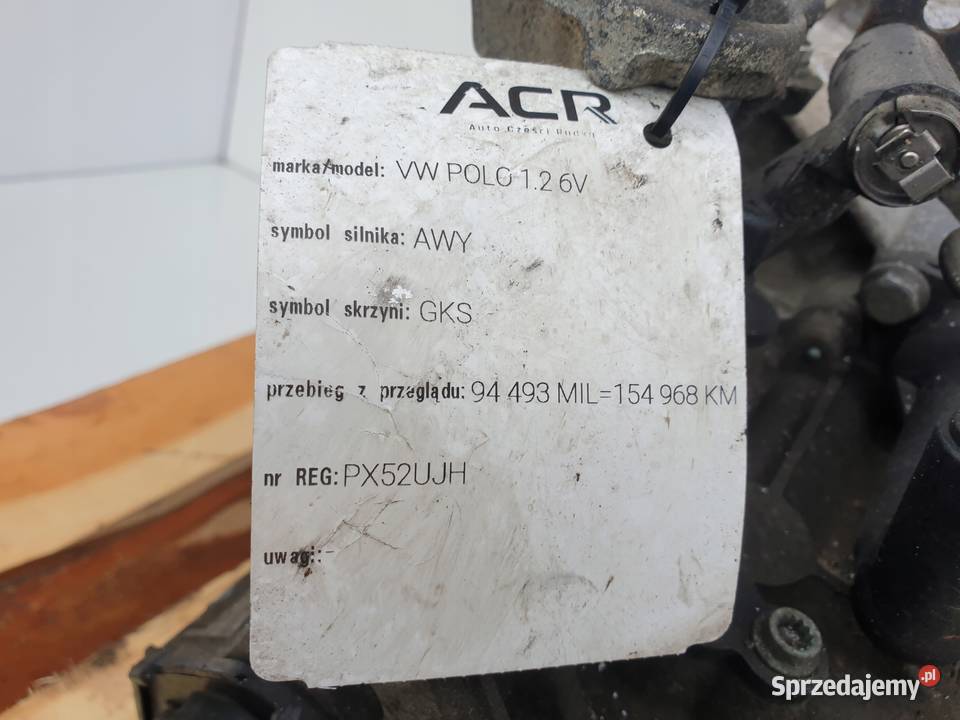 ACR
Auto Części Rudki
marka/model: VW POLO 1.2 6V
symbol silnika: AWY
symbol skrzyni: GKS
przebieg z przeglądu: 94 493 MIL=154 968 KM
nr REG: PX52UJH
uwagi: -
Sprzedajemy.pl